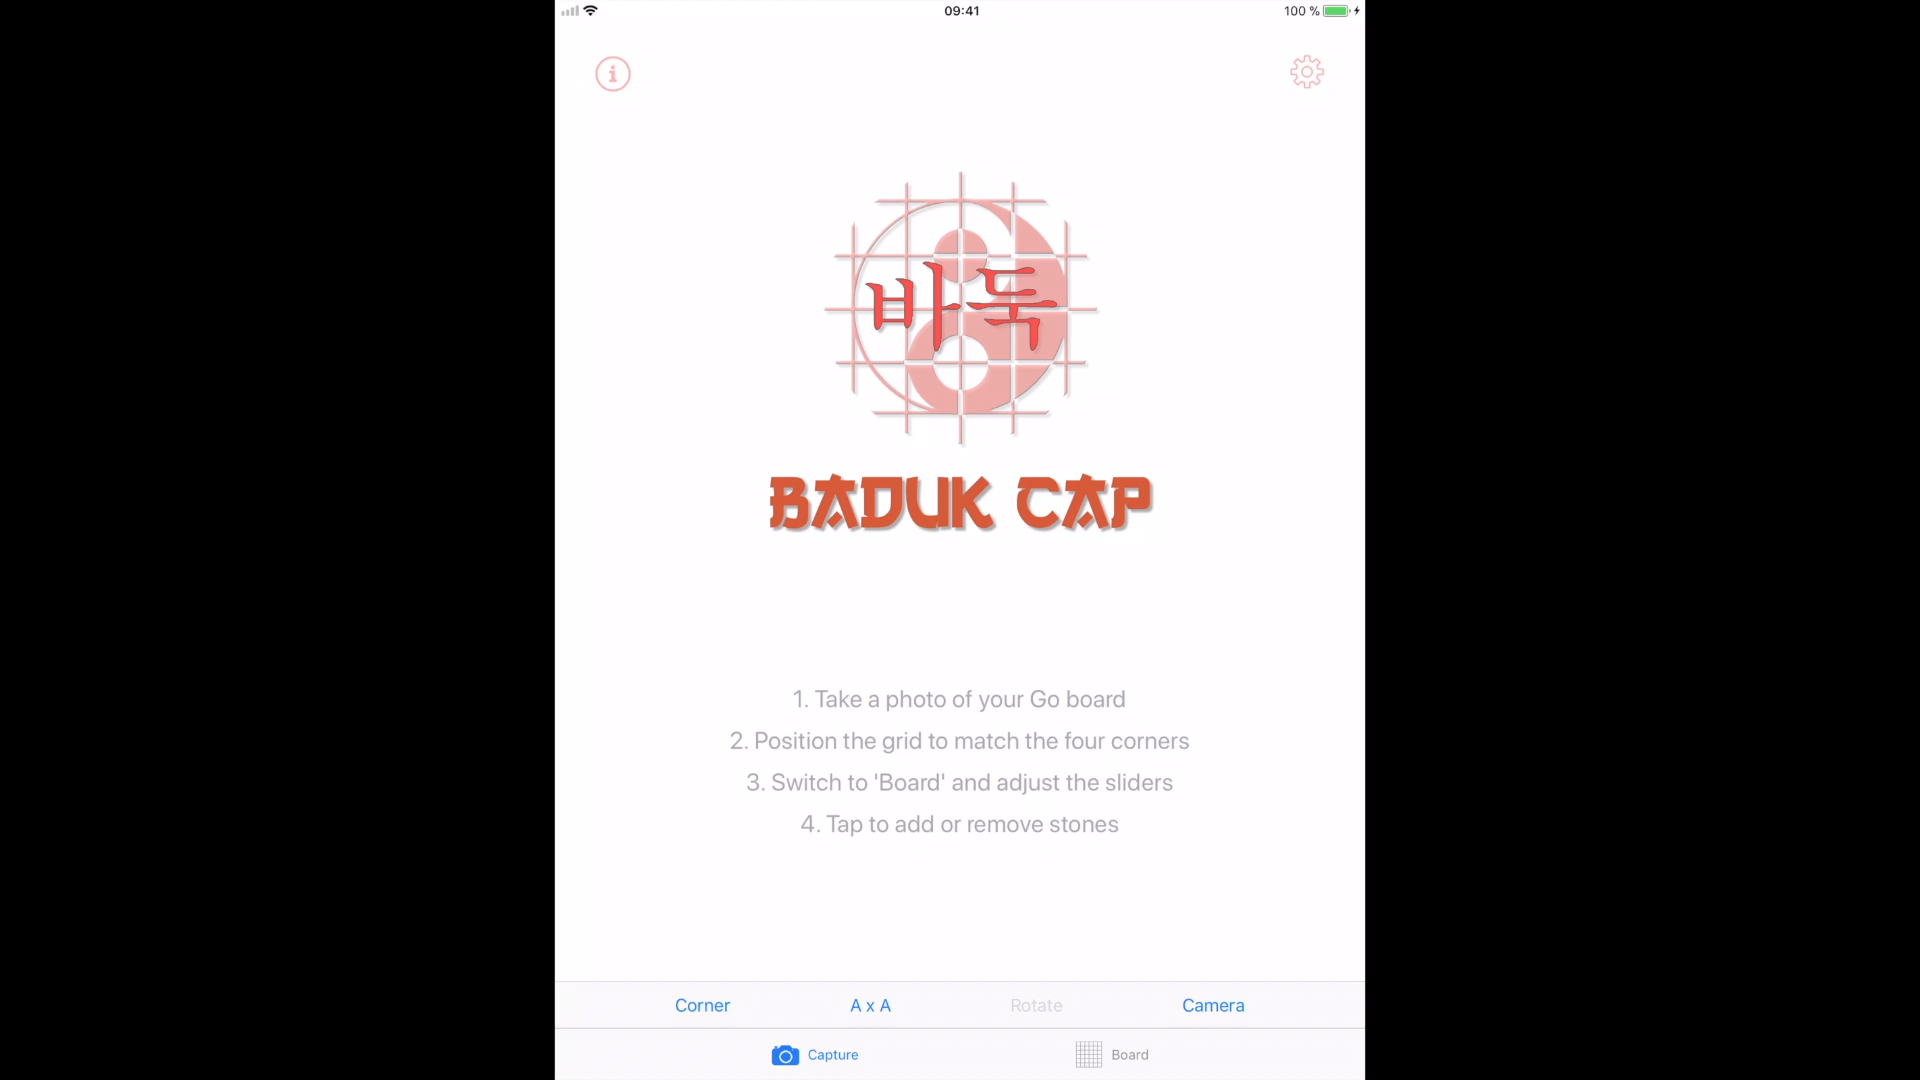 09:41
100 %
바둑
BADUK CAP
1. Take a photo of your Go board
2. Position the grid to match the four corners
3. Switch to 'Board' and adjust the sliders
4. Tap to add or remove stones
Corner
A x A
Rotate
Camera
Capture
Board